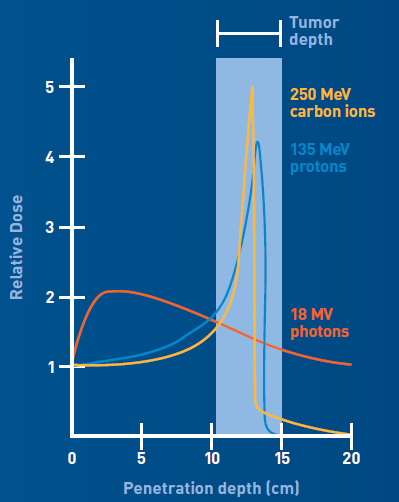 Tumor
depth
5
250 MeV
carbon ions
4
135 MeV
protons
3
Relative Dose
2
18 MV
photons
1
0
5
10
15
20
Penetration depth (cm)